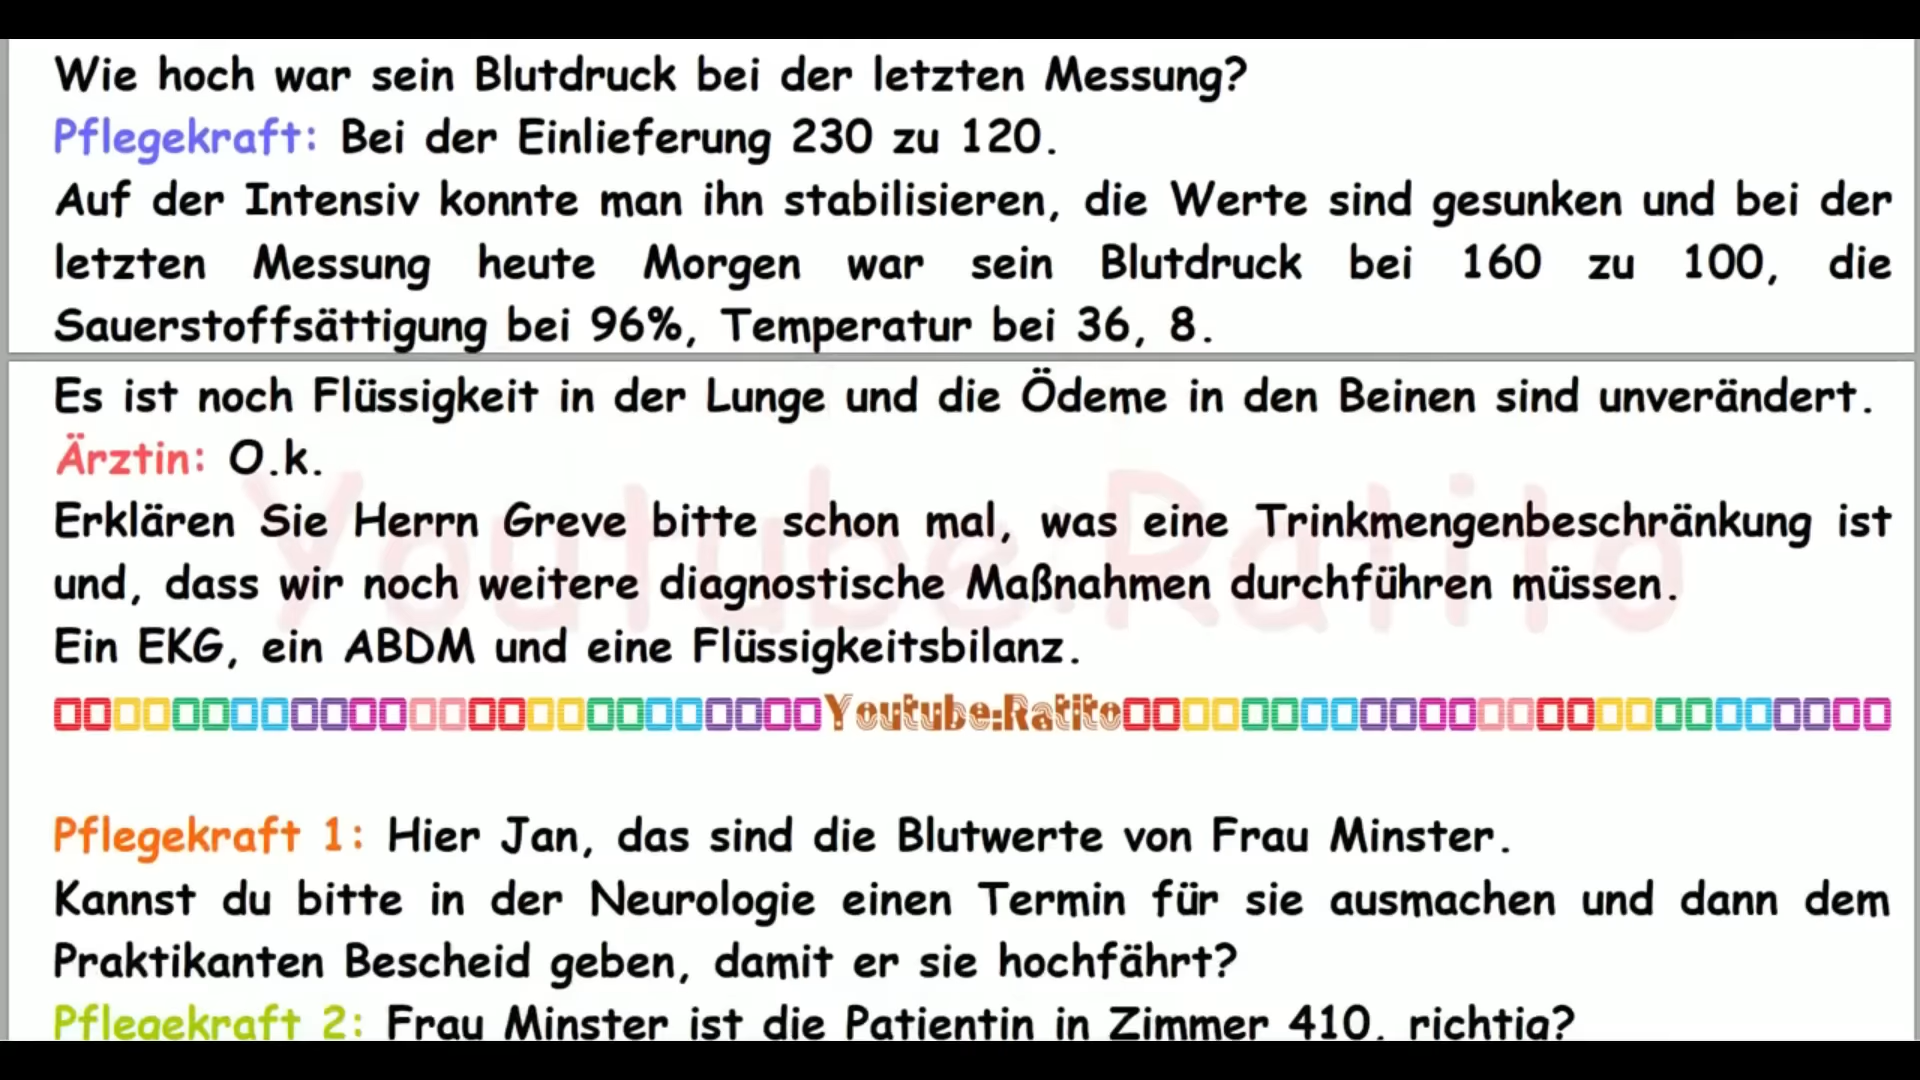 Wie hoch war sein Blutdruck bei der letzten Messung?
Pflegekraft: Bei der Einlieferung 230 zu 120.
Auf der Intensiv konnte man ihn stabilisieren, die Werte sind gesunken und bei der
letzten Messung heute Morgen war sein Blutdruck bei 160 zu 100, die
Sauerstoffsättigung bei 96%, Temperatur bei 36, 8.
Es ist noch Flüssigkeit in der Lunge und die Ödeme in den Beinen sind unverändert.
Ärztin: O.k.
Erklären Sie Herrn Greve bitte schon mal, was eine Trinkmengenbeschränkung ist
und, dass wir noch weitere diagnostische Maßnahmen durchführen müssen.
Ein EKG, ein ABDM und eine Flüssigkeitsbilanz.
Youtube:Ratito
Youtube:Ratito
Pflegekraft 1: Hier Jan, das sind die Blutwerte von Frau Minster.
Kannst du bitte in der Neurologie einen Termin für sie ausmachen und dann dem
Praktikanten Bescheid geben, damit er sie hochfährt?
Pflegekraft 2: Frau Minster ist die Patientin in Zimmer 410, richtig?